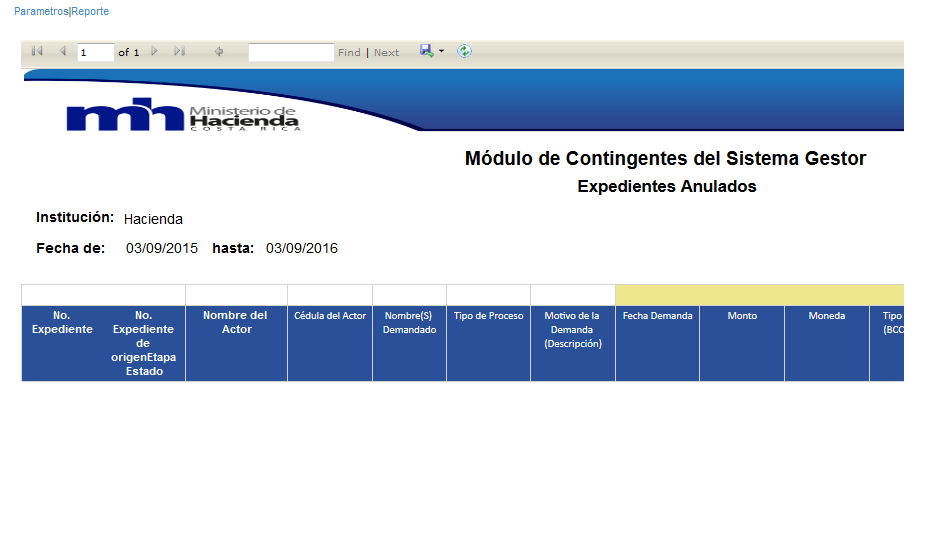 Parametros|Reporte
1 of 1 Find | Next
Ministerio de
Hacienda
COSTA RICA
Módulo de Contingentes del Sistema Gestor
Expedientes Anulados
Institución: Hacienda
Fecha de: 03/09/2015 hasta: 03/09/2016
No. Expediente
No. Expediente de origenEtapa Estado
Nombre del Actor
Cédula del Actor
Nombre(S) Demandado
Tipo de Proceso
Motivo de la Demanda (Descripción)
Fecha Demanda
Monto
Moneda
Tipo (BCC